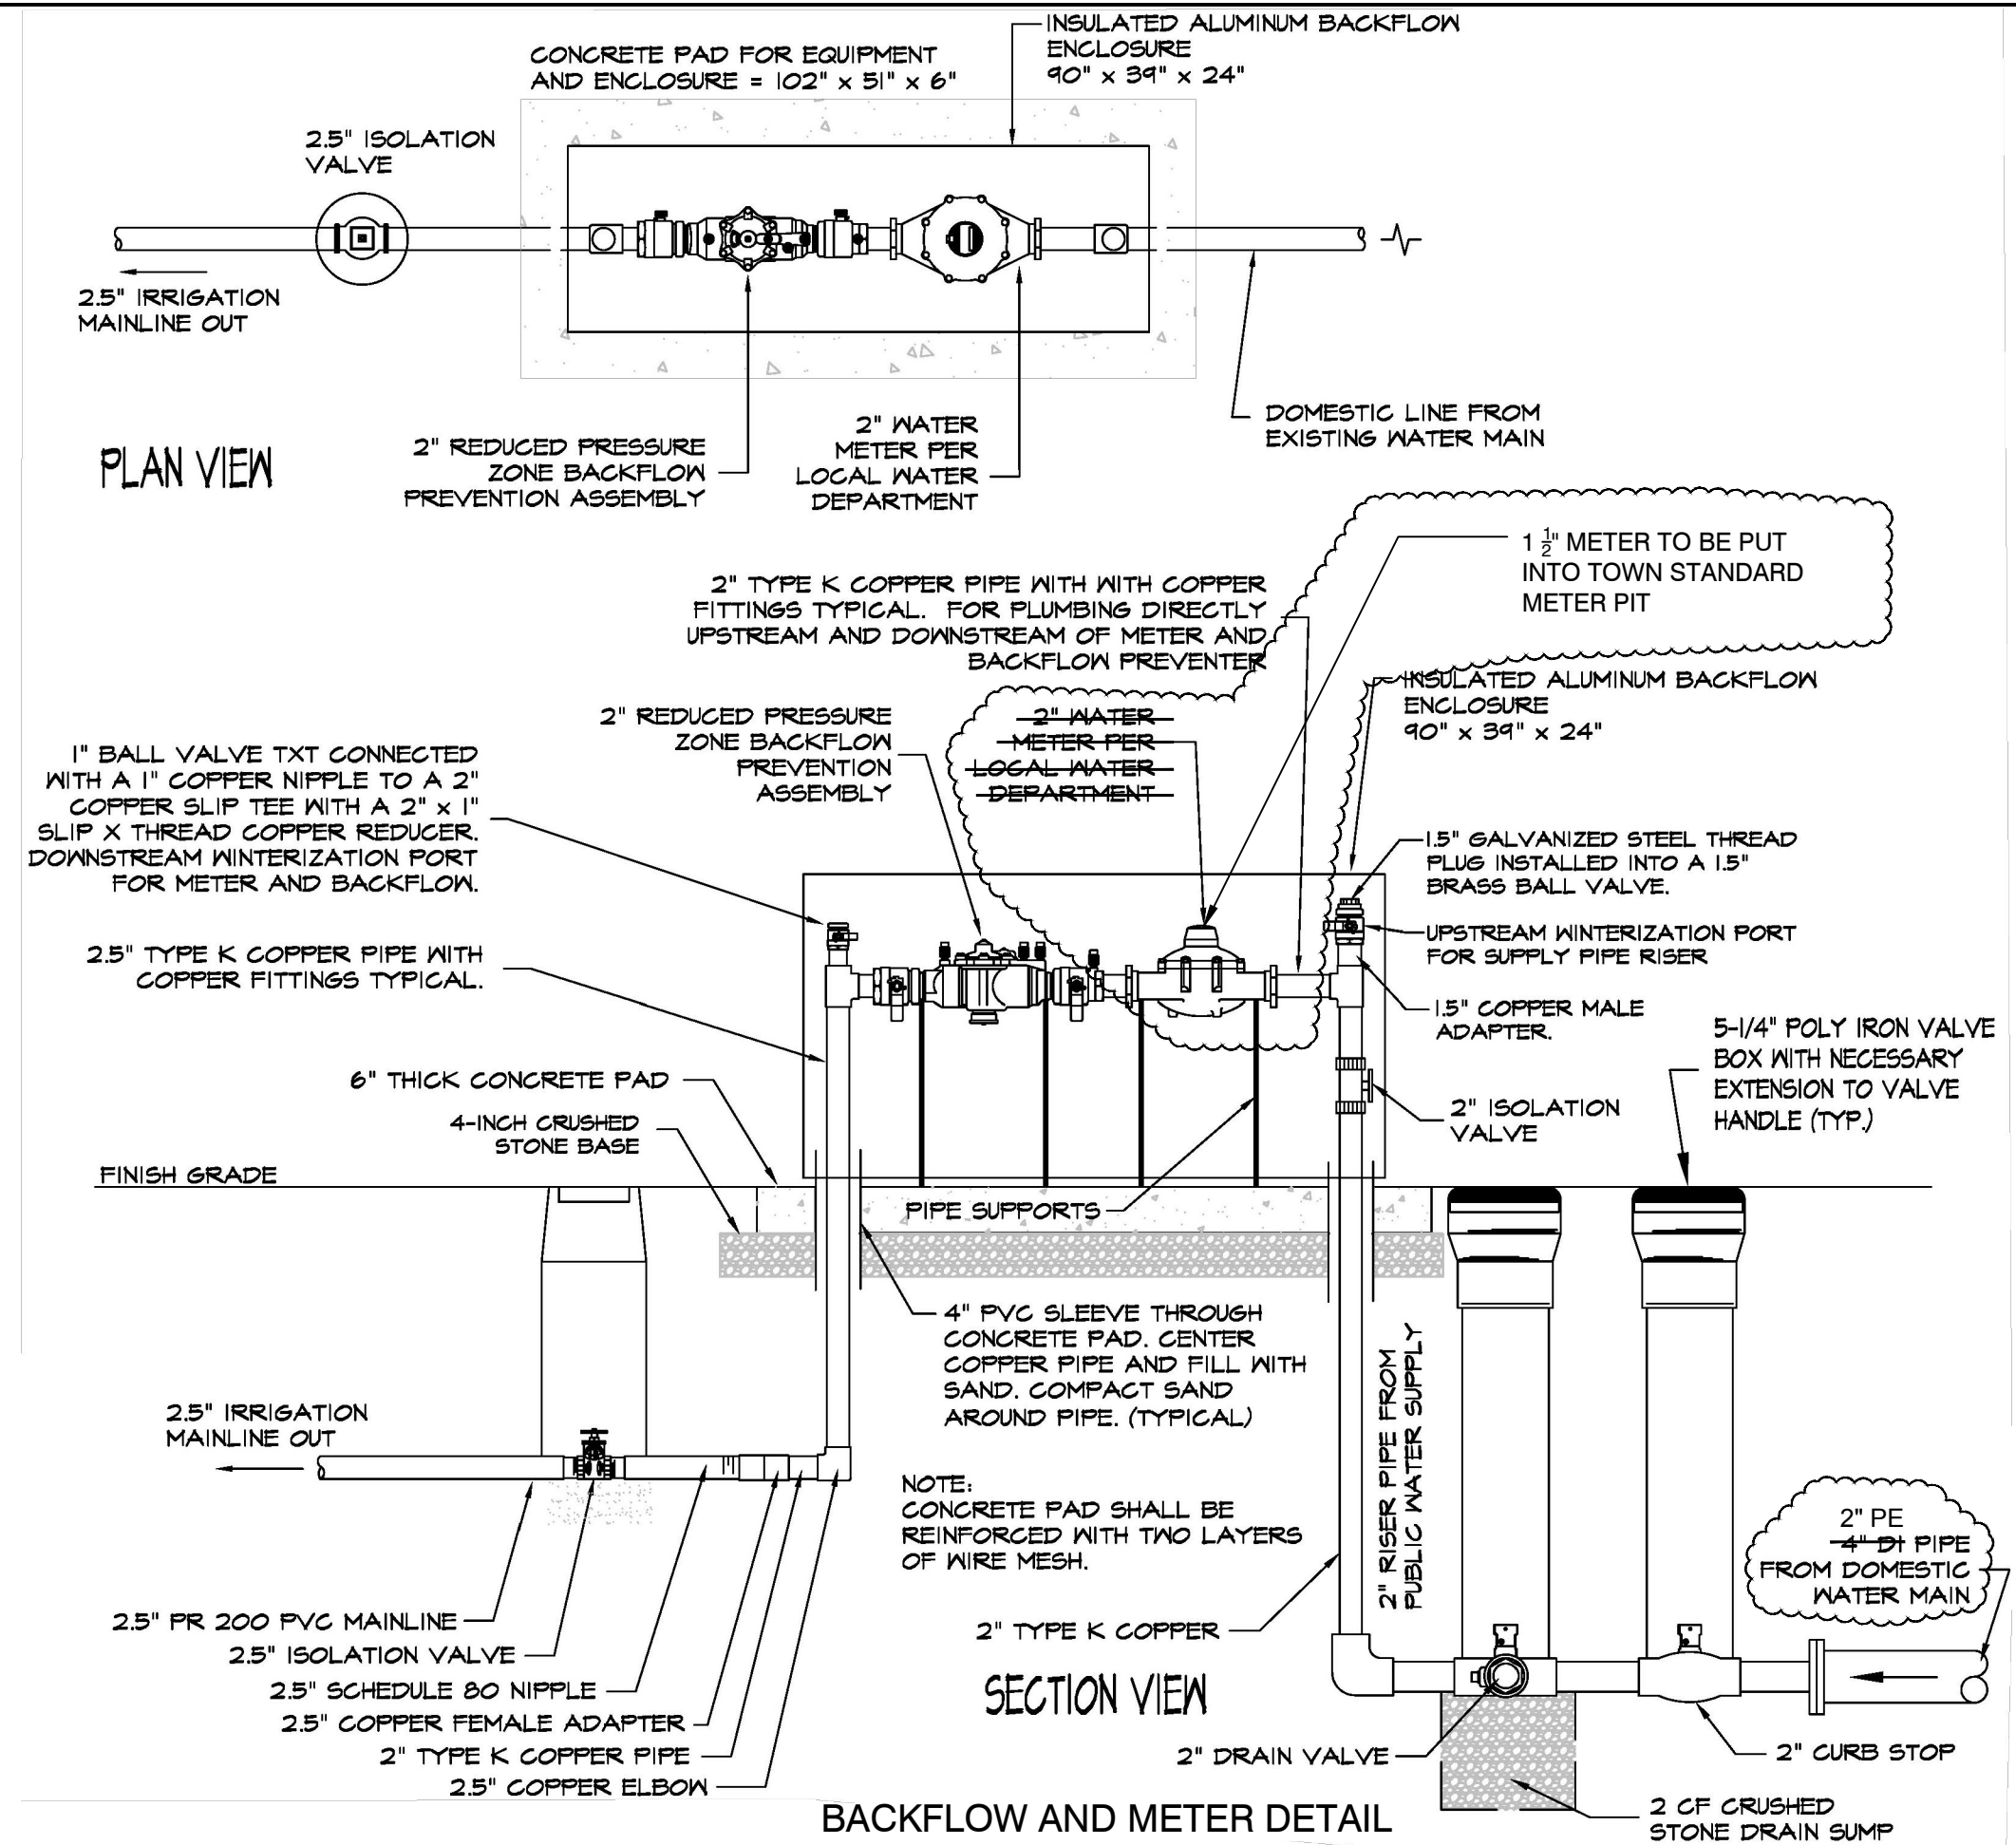 INSULATED ALUMINUM BACKFLOW
ENCLOSURE
90" x 39" x 24"
CONCRETE PAD FOR EQUIPMENT
AND ENCLOSURE = 102" x 51" x 6"
2.5" ISOLATION
VALVE
2.5" IRRIGATION
MAINLINE OUT
PLAN VIEW
2" REDUCED PRESSURE
ZONE BACKFLOW
PREVENTION ASSEMBLY
2" WATER
METER PER
LOCAL WATER
DEPARTMENT
DOMESTIC LINE FROM
EXISTING WATER MAIN
1 1/2" METER TO BE PUT
INTO TOWN STANDARD
METER PIT
2" TYPE K COPPER PIPE WITH WITH COPPER
FITTINGS TYPICAL. FOR PLUMBING DIRECTLY
UPSTREAM AND DOWNSTREAM OF METER AND
BACKFLOW PREVENTER
INSULATED ALUMINUM BACKFLOW
ENCLOSURE
90" x 39" x 24"
2" REDUCED PRESSURE
ZONE BACKFLOW
PREVENTION
ASSEMBLY
2" WATER
METER PER
LOCAL WATER
DEPARTMENT
1" BALL VALVE TXT CONNECTED
WITH A 1" COPPER NIPPLE TO A 2"
COPPER SLIP TEE WITH A 2" x 1"
SLIP X THREAD COPPER REDUCER.
DOWNSTREAM WINTERIZATION PORT
FOR METER AND BACKFLOW.
1.5" GALVANIZED STEEL THREAD
PLUG INSTALLED INTO A 1.5"
BRASS BALL VALVE.
2.5" TYPE K COPPER PIPE WITH
COPPER FITTINGS TYPICAL.
UPSTREAM WINTERIZATION PORT
FOR SUPPLY PIPE RISER
1.5" COPPER MALE
ADAPTER.
5-1/4" POLY IRON VALVE
BOX WITH NECESSARY
EXTENSION TO VALVE
HANDLE (TYP.)
6" THICK CONCRETE PAD
4-INCH CRUSHED
STONE BASE
2" ISOLATION
VALVE
FINISH GRADE
PIPE SUPPORTS
4" PVC SLEEVE THROUGH
CONCRETE PAD. CENTER
COPPER PIPE AND FILL WITH
SAND. COMPACT SAND
AROUND PIPE. (TYPICAL)
2" RISER PIPE FROM
PUBLIC WATER SUPPLY
2.5" IRRIGATION
MAINLINE OUT
NOTE:
CONCRETE PAD SHALL BE
REINFORCED WITH TWO LAYERS
OF WIRE MESH.
2" PE
4" DI PIPE
FROM DOMESTIC
WATER MAIN
2.5" PR 200 PVC MAINLINE
2.5" ISOLATION VALVE
2.5" SCHEDULE 80 NIPPLE
2.5" COPPER FEMALE ADAPTER
2" TYPE K COPPER PIPE
2.5" COPPER ELBOW
2" TYPE K COPPER
SECTION VIEW
2" DRAIN VALVE
2" CURB STOP
2 CF CRUSHED
STONE DRAIN SUMP
BACKFLOW AND METER DETAIL